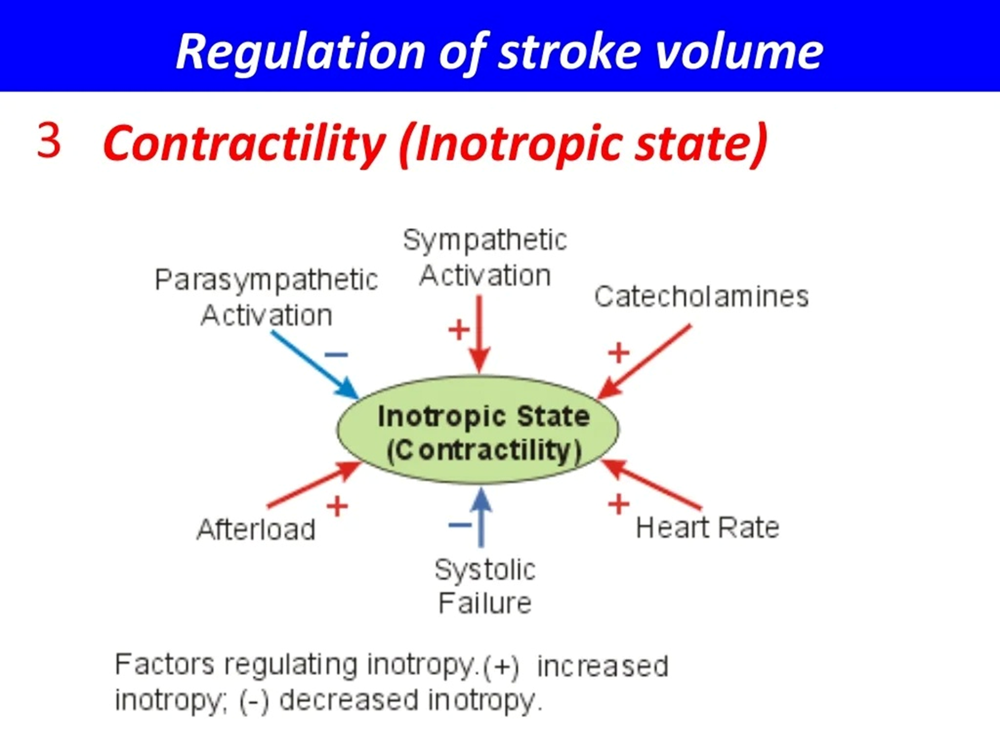 Regulation of stroke volume
3 Contractility (Inotropic state)
Sympathetic
Activation
Parasympathetic
Activation
Catecholamines
+
−
+
Inotropic State
(Contractility)
+
−
+
Afterload
Heart Rate
Systolic
Failure
Factors regulating inotropy.(+) increased
inotropy; (-) decreased inotropy.